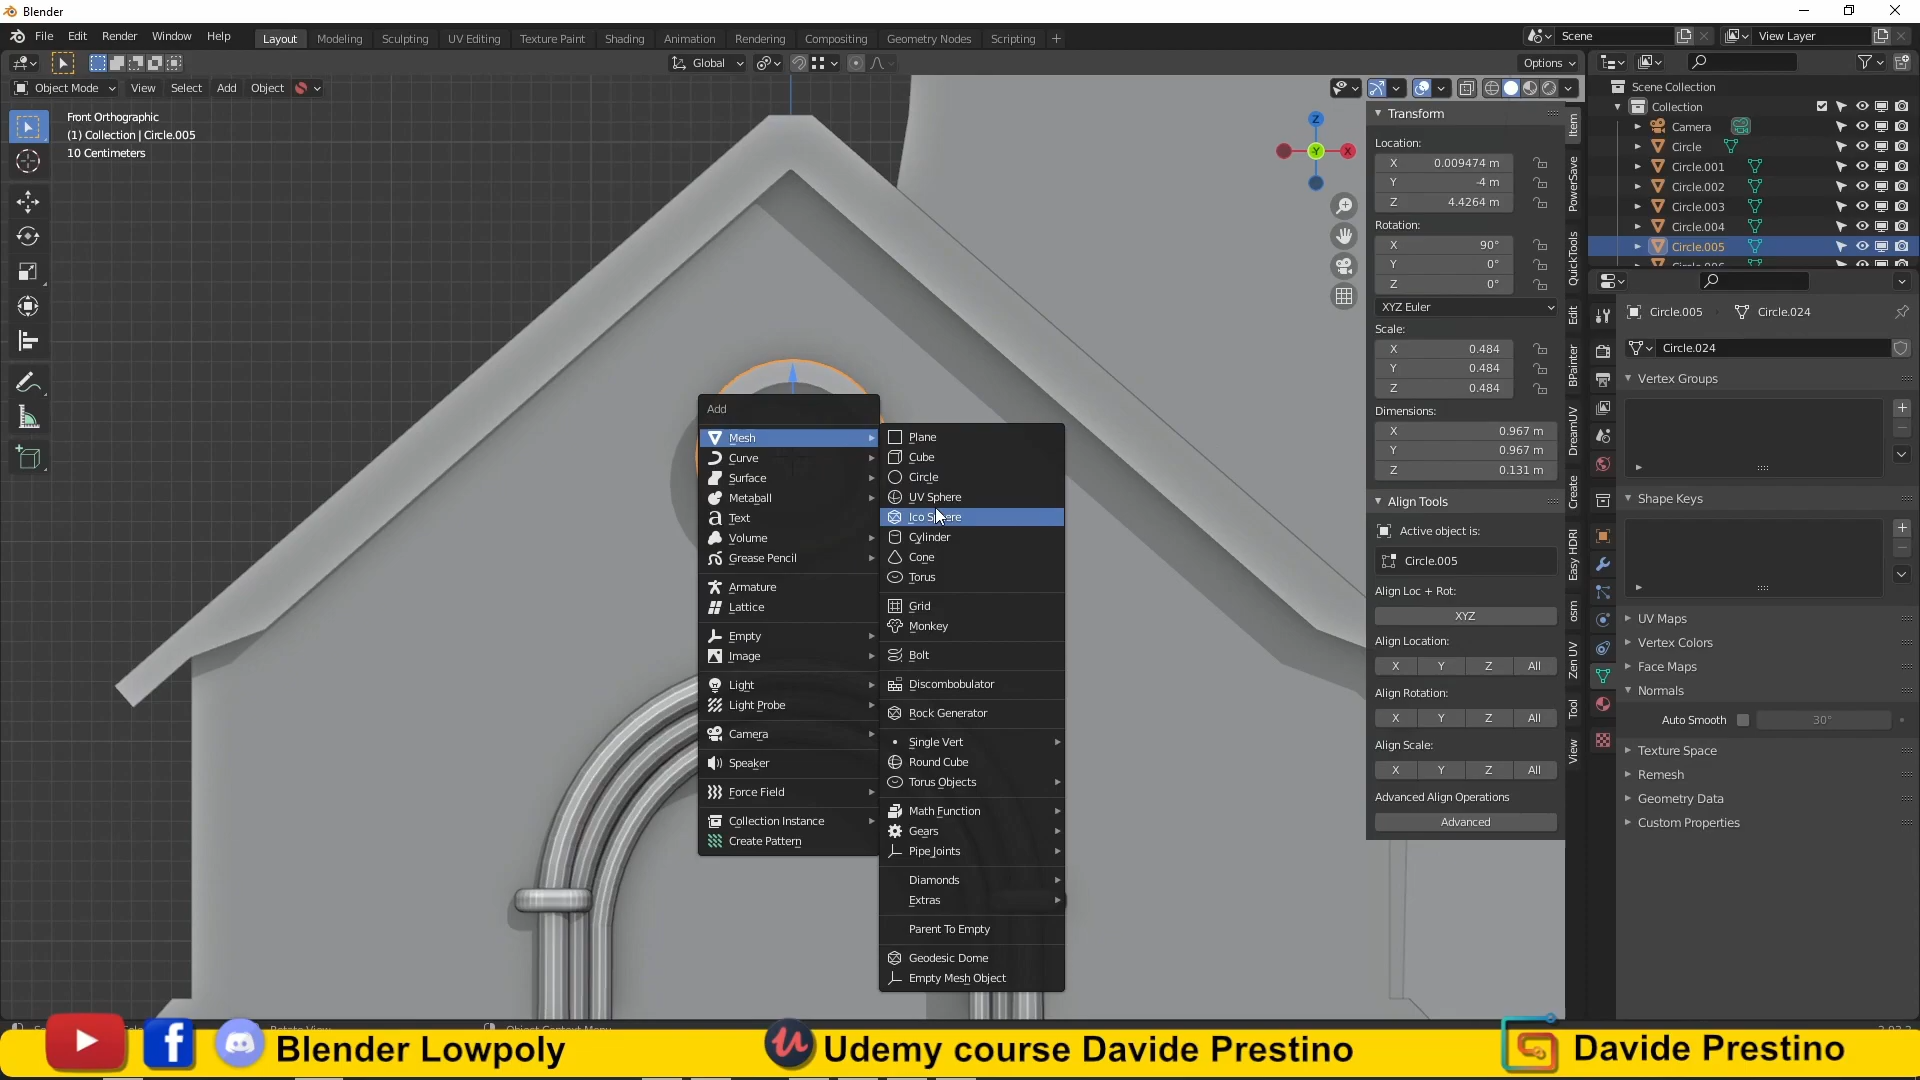 Blender
File Edit Render Window Help
Layout Modeling Sculpting UV Editing Texture Paint Shading Animation Rendering Compositing Geometry Nodes Scripting +
Scene
View Layer
Global
Options
Object Mode View Select Add Object
Front Orthographic
(1) Collection | Circle.005
10 Centimeters
Z
Y
X
Add
Mesh
Curve
Surface
Metaball
Text
Volume
Grease Pencil
Armature
Lattice
Empty
Image
Light
Light Probe
Camera
Speaker
Force Field
Collection Instance
Create Pattern
Plane
Cube
Circle
UV Sphere
Ico Sphere
Cylinder
Cone
Torus
Grid
Monkey
Bolt
Discombobulator
Rock Generator
Single Vert
Round Cube
Torus Objects
Math Function
Gears
Pipe Joints
Diamonds
Extras
Parent To Empty
Geodesic Dome
Empty Mesh Object
Transform
Location:
X 0.009474 m
Y -4 m
Z 4.4264 m
Rotation:
X 90°
Y 0°
Z 0°
XYZ Euler
Scale:
X 0.484
Y 0.484
Z 0.484
Dimensions:
X 0.967 m
Y 0.967 m
Z 0.131 m
Align Tools
Active object is:
Circle.005
Align Loc + Rot:
XYZ
Align Location:
X Y Z All
Align Rotation:
X Y Z All
Align Scale:
X Y Z All
Advanced Align Operations
Advanced
Item
PowerSave
QuickTools
Edit
BPainter
DreamUV
Create
Easy HDRI
osm
Zen UV
Tool
View
Scene Collection
Collection
Camera
Circle
Circle.001
Circle.002
Circle.003
Circle.004
Circle.005
Circle.005 Circle.024
Circle.024
Vertex Groups
Shape Keys
UV Maps
Vertex Colors
Face Maps
Normals
Auto Smooth 30°
Texture Space
Remesh
Geometry Data
Custom Properties
Blender Lowpoly
Udemy course Davide Prestino
Davide Prestino